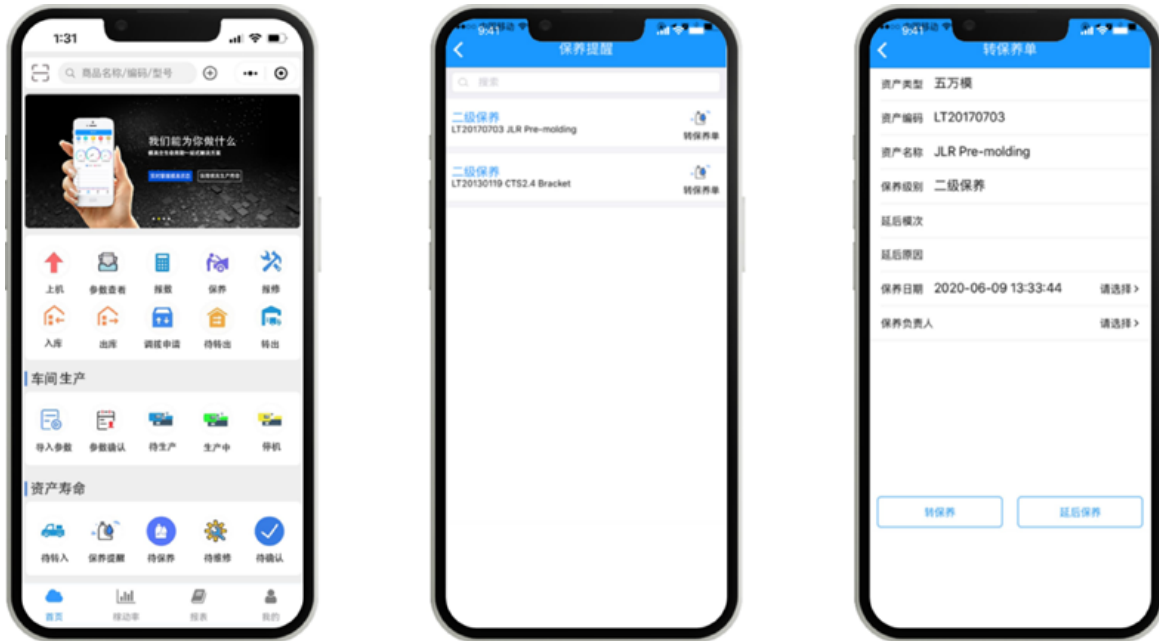 1:31
商品名称/编码/型号
我们能为你做什么
上机
参数查看
报数
保养
报修
入库
出库
调拨申请
待转出
转出
车间生产
导入参数
参数确认
待生产
生产中
停机
资产寿命
待转入
保养提醒
待保养
待维修
待确认
首页
稼动率
报表
我的
9:41
保养提醒
搜索
二级保养
LT20170703 JLR Pre-molding
转保养单
二级保养
LT20130119 CTS2.4 Bracket
转保养单
9:41
转保养单
资产类型 五万模
资产编码 LT20170703
资产名称 JLR Pre-molding
保养级别 二级保养
延后模次
延后原因
保养日期 2020-06-09 13:33:44 请选择
保养负责人 请选择
转保养
延后保养